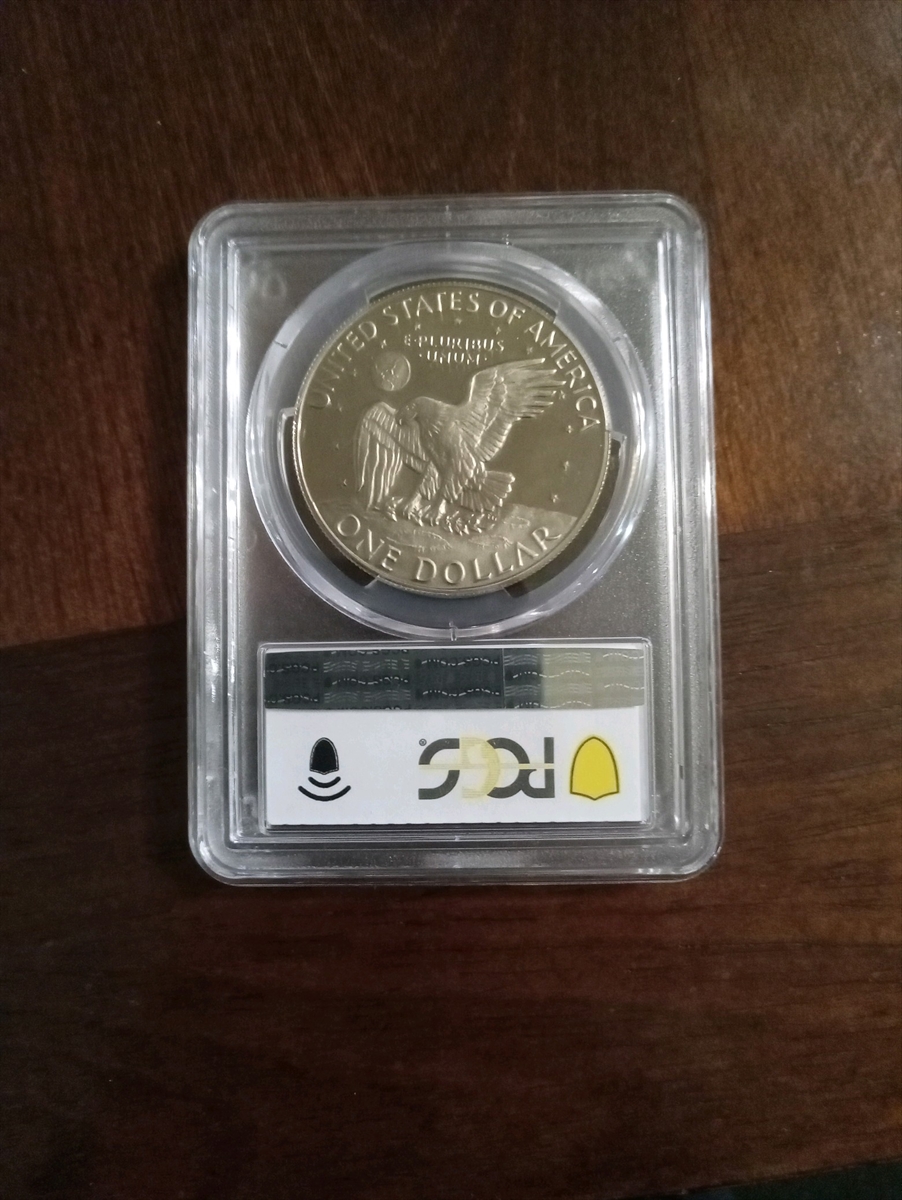 UNITED STATES OF AMERICA
E·PLURIBUS
·UNUM·
ONE DOLLAR
PCGS®